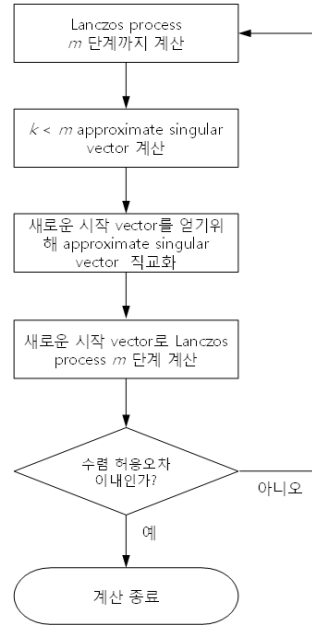 Lanczos process
m 단계까지 계산
k < m approximate singular
vector 계산
새로운 시작 vector를 얻기위
해 approximate singular
vector 직교화
새로운 시작 vector로 Lanczos
process m 단계 계산
수렴 허용오차
이내인가?
아니오
예
계산 종료